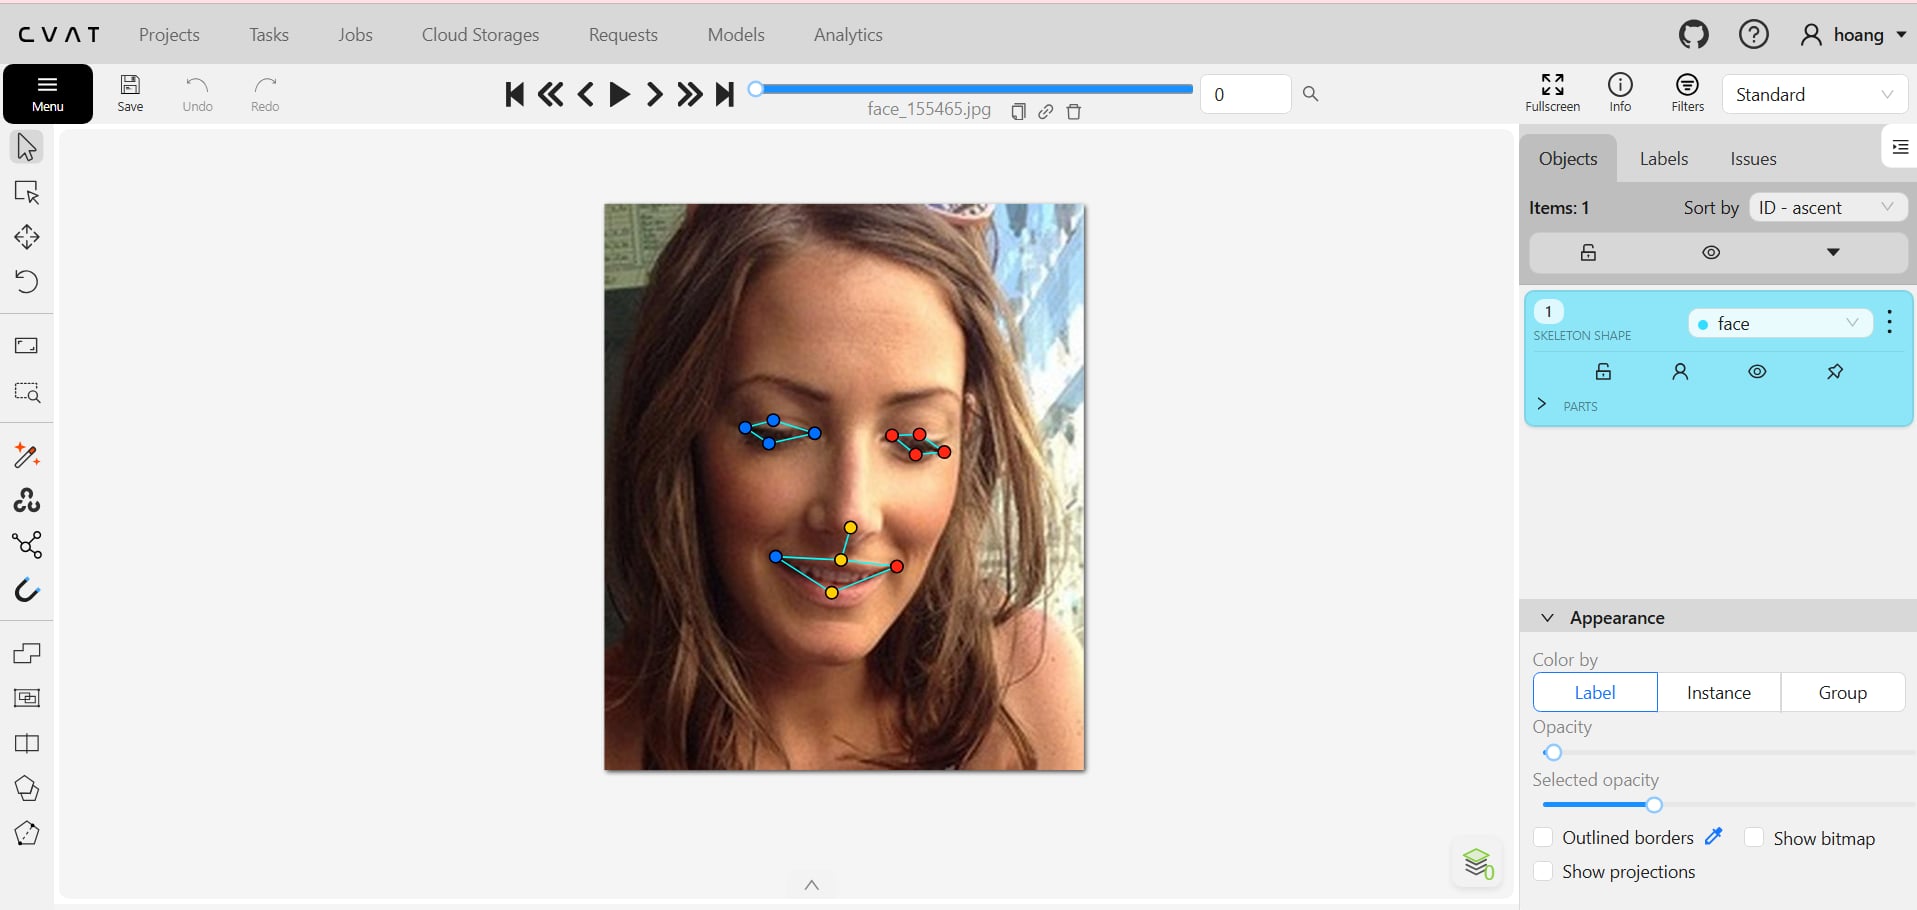 CVAT Projects Tasks Jobs Cloud Storages Requests Models Analytics hoang
Menu Save Undo Redo 0 Fullscreen Info Filters Standard
face_155465.jpg
Objects Labels Issues
Items: 1 Sort by ID - ascent
1
SKELETON SHAPE
face
PARTS
Appearance
Color by
Label Instance Group
Opacity
Selected opacity
Outlined borders Show bitmap
Show projections
0